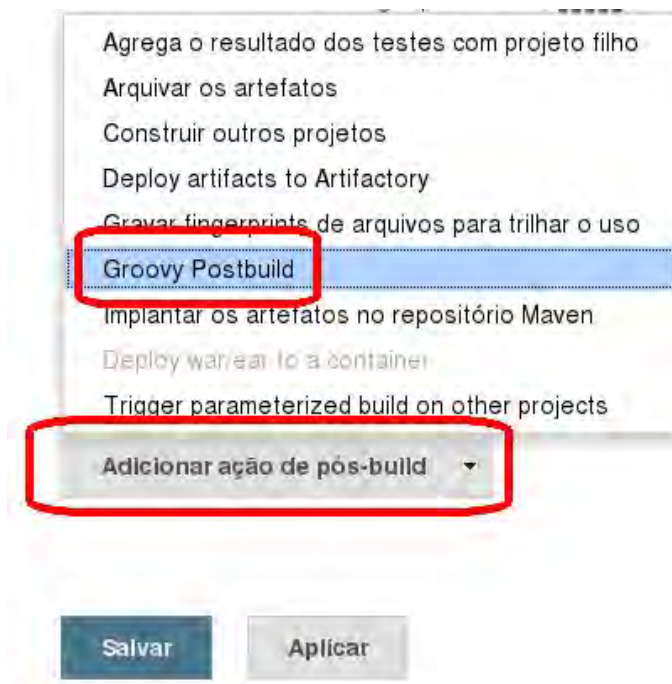 Agrega o resultado dos testes com projeto filho
Arquivar os artefatos
Construir outros projetos
Deploy artifacts to Artifactory
Gravar fingerprints de arquivos para trilhar o uso
Groovy Postbuild
Implantar os artefatos no repositório Maven
Deploy war/ear to a container
Trigger parameterized build on other projects
Adicionar ação de pós-build
Salvar
Aplicar